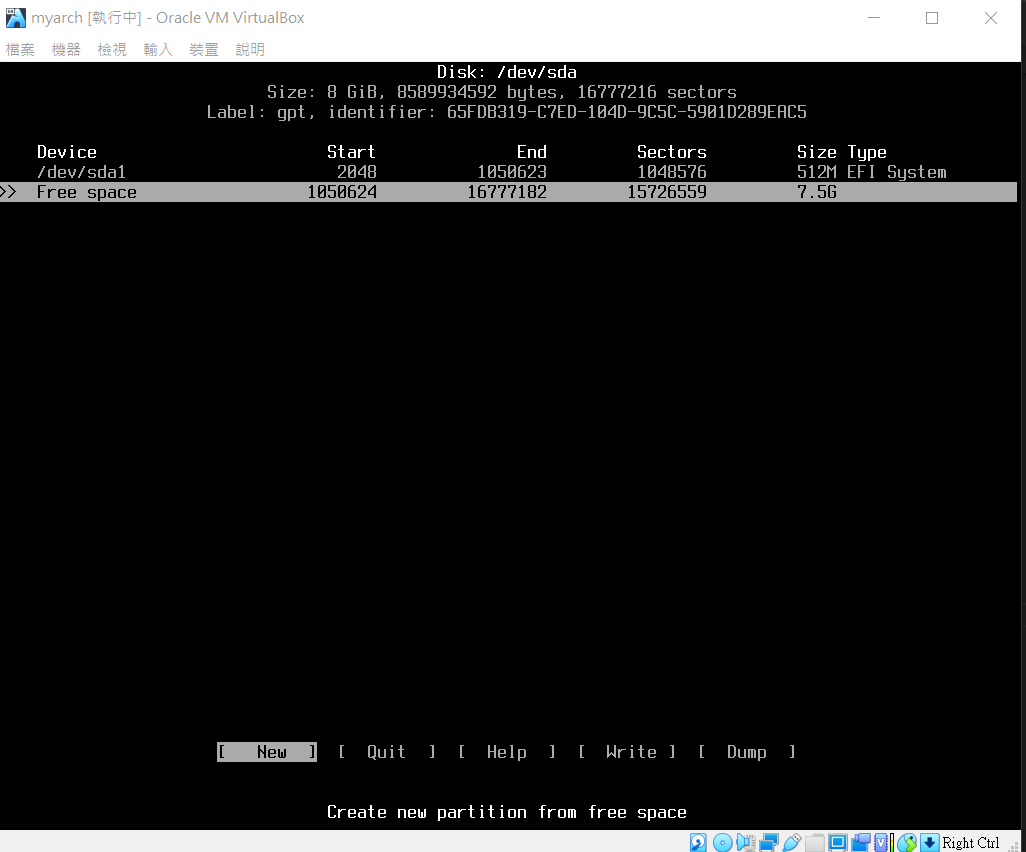 myarch [執行中] - Oracle VM VirtualBox
檔案 機器 檢視 輸入 裝置 說明
Disk: /dev/sda
Size: 8 GiB, 8589934592 bytes, 16777216 sectors
Label: gpt, identifier: 65FDB319-C7ED-104D-9C5C-5901D289EAC5
Device Start End Sectors Size Type
/dev/sda1 2048 1050623 1048576 512M EFI System
>> Free space 1050624 16777182 15726559 7.5G
[ New ] [ Quit ] [ Help ] [ Write ] [ Dump ]
Create new partition from free space
Right Ctrl